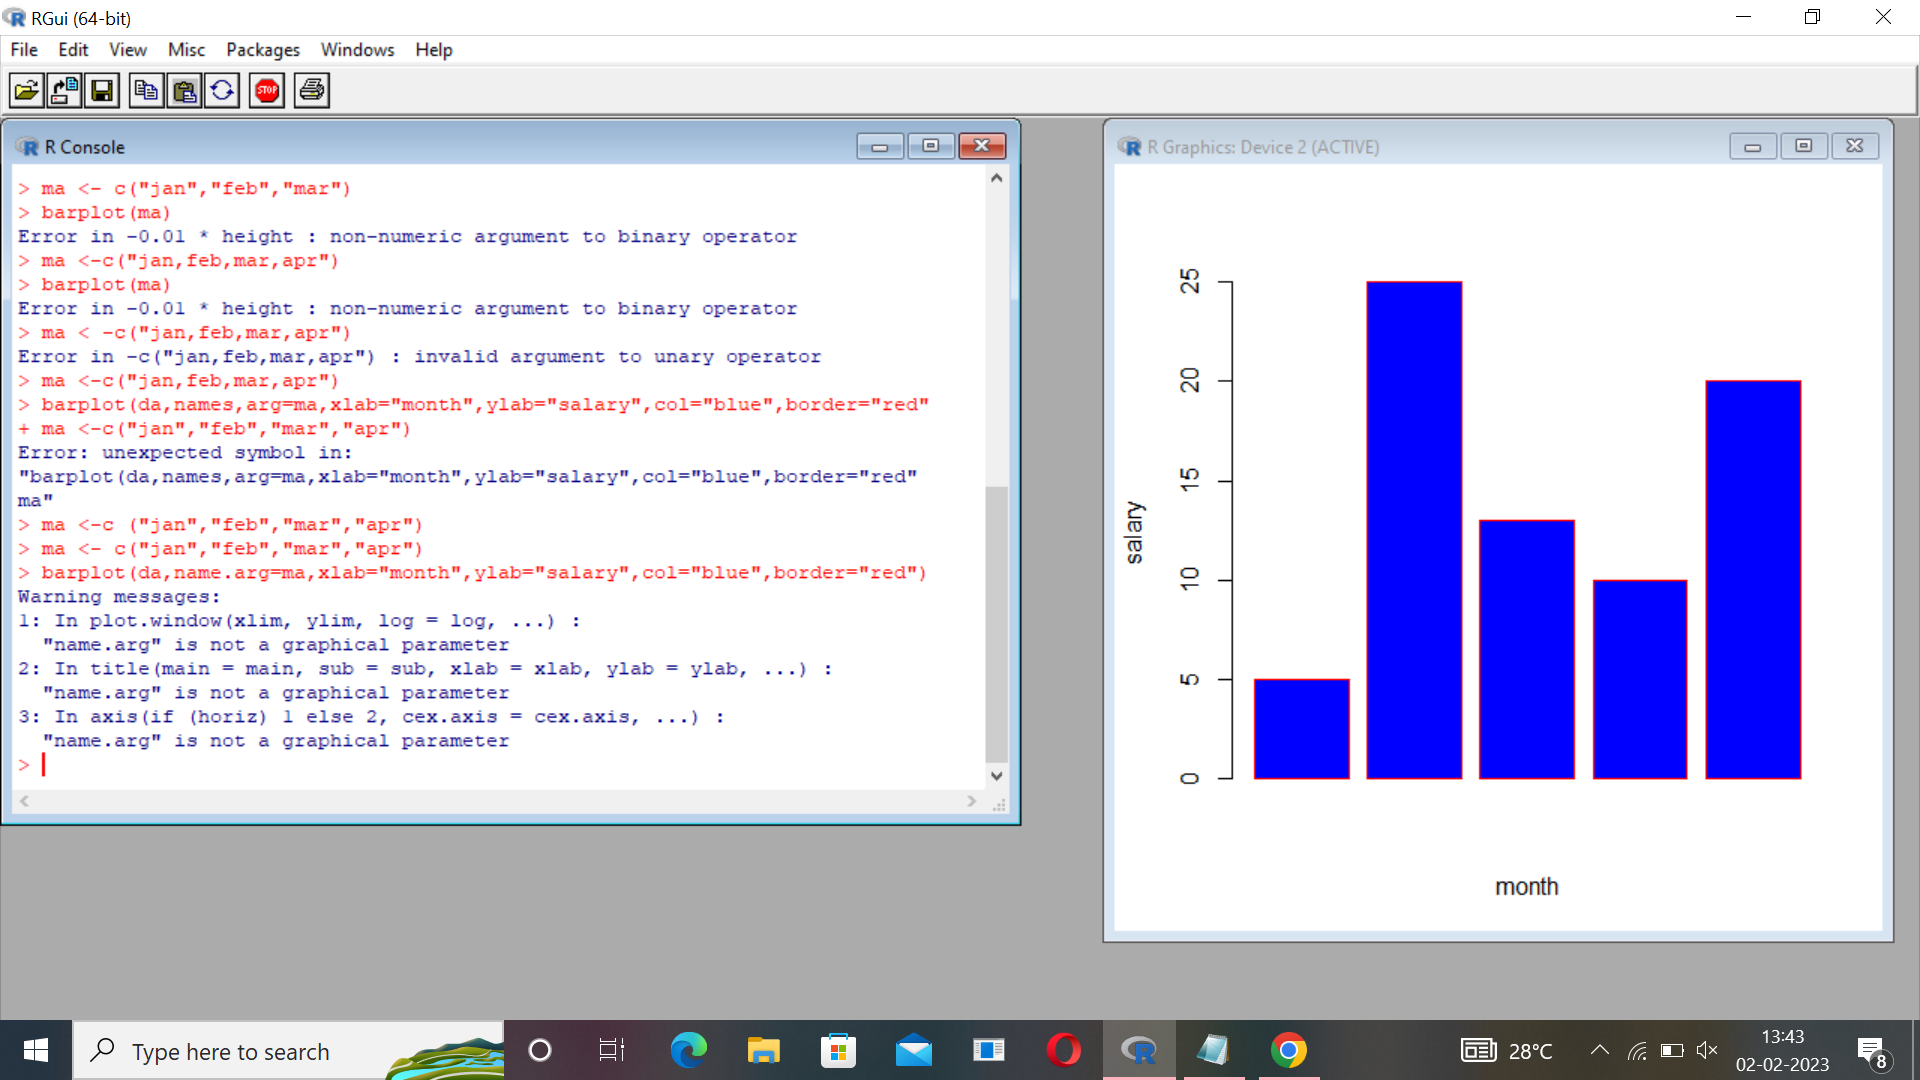 RGui (64-bit)
File Edit View Misc Packages Windows Help
STOP
R Console
> ma <- c("jan","feb","mar")
> barplot(ma)
Error in -0.01 * height : non-numeric argument to binary operator
> ma <-c("jan,feb,mar,apr")
> barplot(ma)
Error in -0.01 * height : non-numeric argument to binary operator
> ma < -c("jan,feb,mar,apr")
Error in -c("jan,feb,mar,apr") : invalid argument to unary operator
> ma <-c("jan,feb,mar,apr")
> barplot(da,names,arg=ma,xlab="month",ylab="salary",col="blue",border="red"
+ ma <-c("jan","feb","mar","apr")
Error: unexpected symbol in:
"barplot(da,names,arg=ma,xlab="month",ylab="salary",col="blue",border="red"
ma"
> ma <-c ("jan","feb","mar","apr")
> ma <- c("jan","feb","mar","apr")
> barplot(da,name.arg=ma,xlab="month",ylab="salary",col="blue",border="red")
Warning messages:
1: In plot.window(xlim, ylim, log = log, ...) :
  "name.arg" is not a graphical parameter
2: In title(main = main, sub = sub, xlab = xlab, ylab = ylab, ...) :
  "name.arg" is not a graphical parameter
3: In axis(if (horiz) 1 else 2, cex.axis = cex.axis, ...) :
  "name.arg" is not a graphical parameter
>
R Graphics: Device 2 (ACTIVE)
25
20
15
10
5
0
salary
month
Type here to search
28°C
13:43
02-02-2023
8